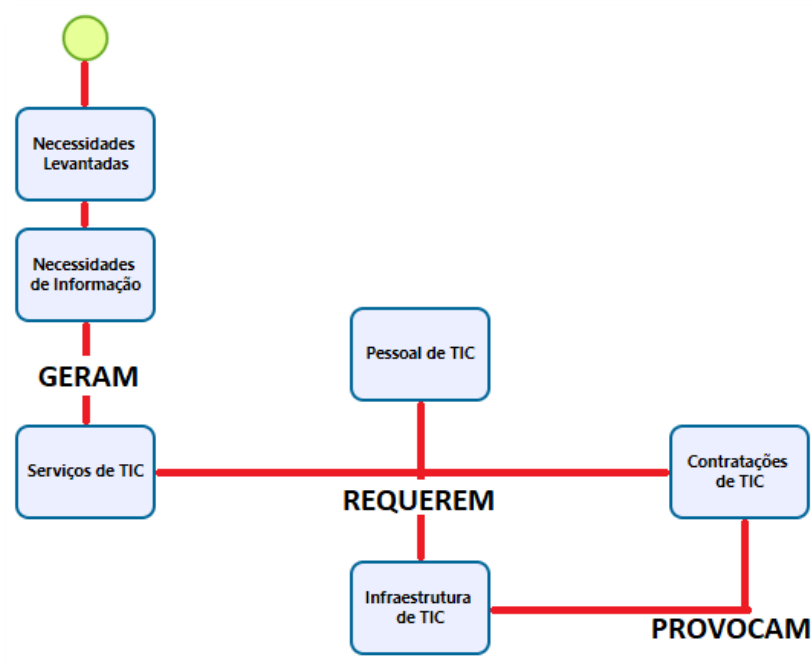 Necessidades
Levantadas
Necessidades
de Informação
GERAM
Serviços de TIC
Pessoal de TIC
REQUEREM
Infraestrutura
de TIC
Contratações
de TIC
PROVOCAM